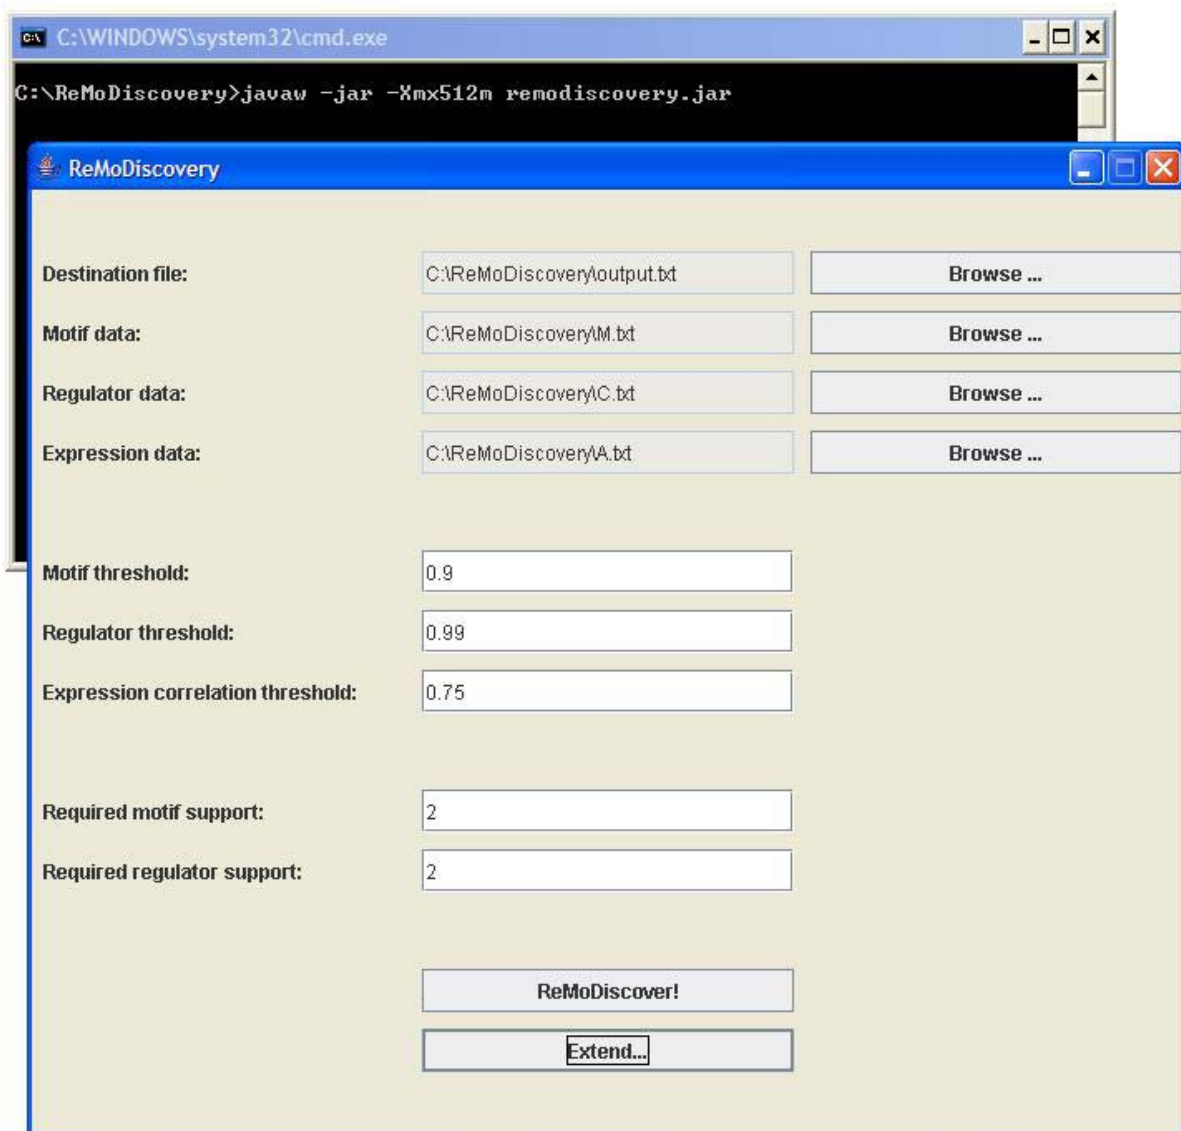 C:\WINDOWS\system32\cmd.exe
C:\ReMoDiscovery>javaw -jar -Xmx512m remodiscovery.jar
ReMoDiscovery
Destination file: C:\ReMoDiscovery\output.txt Browse ...
Motif data: C:\ReMoDiscovery\M.txt Browse ...
Regulator data: C:\ReMoDiscovery\C.txt Browse ...
Expression data: C:\ReMoDiscovery\A.txt Browse ...
Motif threshold: 0.9
Regulator threshold: 0.99
Expression correlation threshold: 0.75
Required motif support: 2
Required regulator support: 2
ReMoDiscover!
Extend...